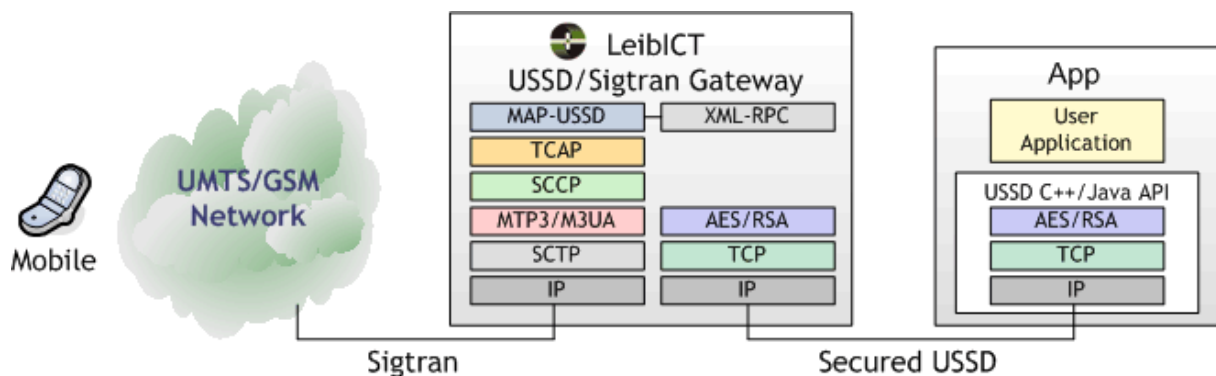 LeibICT
USSD/Sigtran Gateway
MAP-USSD
XML-RPC
TCAP
SCCP
MTP3/M3UA
AES/RSA
SCTP
TCP
IP
IP
App
User
Application
USSD C++/Java API
AES/RSA
TCP
IP
UMTS/GSM
Network
Mobile
Sigtran
Secured USSD